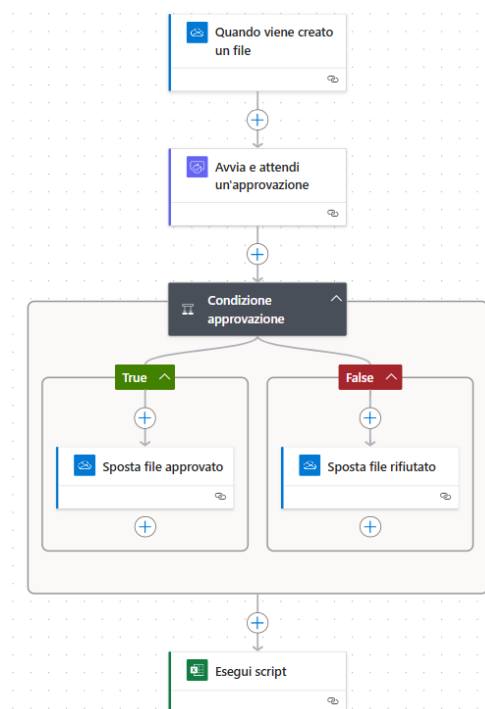 Quando viene creato
un file
Avvia e attendi
un'approvazione
Condizione
approvazione
True
False
Sposta file approvato
Sposta file rifiutato
Esegui script